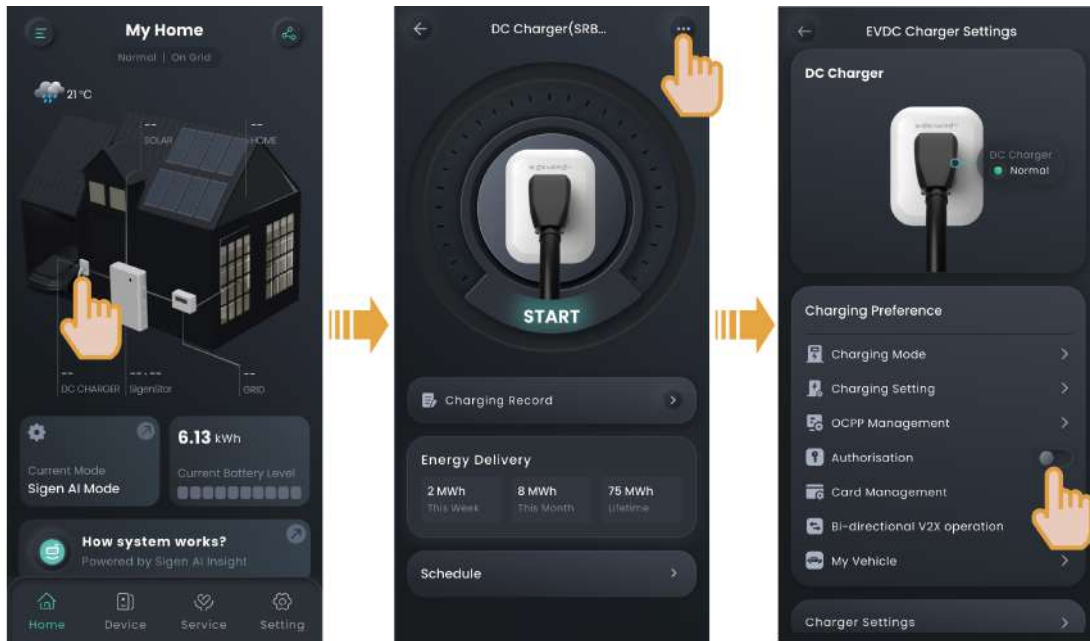 My Home
Normal | On Grid
21°C
--
SOLAR
--
HOME
--
DC CHARGER
--.--
SigenStor
--
GRID
Current Mode
Sigen AI Mode
6.13 kWh
Current Battery Level
How system works?
Powered by Sigen AI Insight
Home
Device
Service
Setting
DC Charger(SRB...
START
Charging Record
Energy Delivery
2 MWh
This Week
8 MWh
This Month
75 MWh
Lifetime
Schedule
EVDC Charger Settings
DC Charger
DC Charger
Normal
Charging Preference
Charging Mode
Charging Setting
OCPP Management
Authorisation
Card Management
Bi-directional V2X operation
My Vehicle
Charger Settings